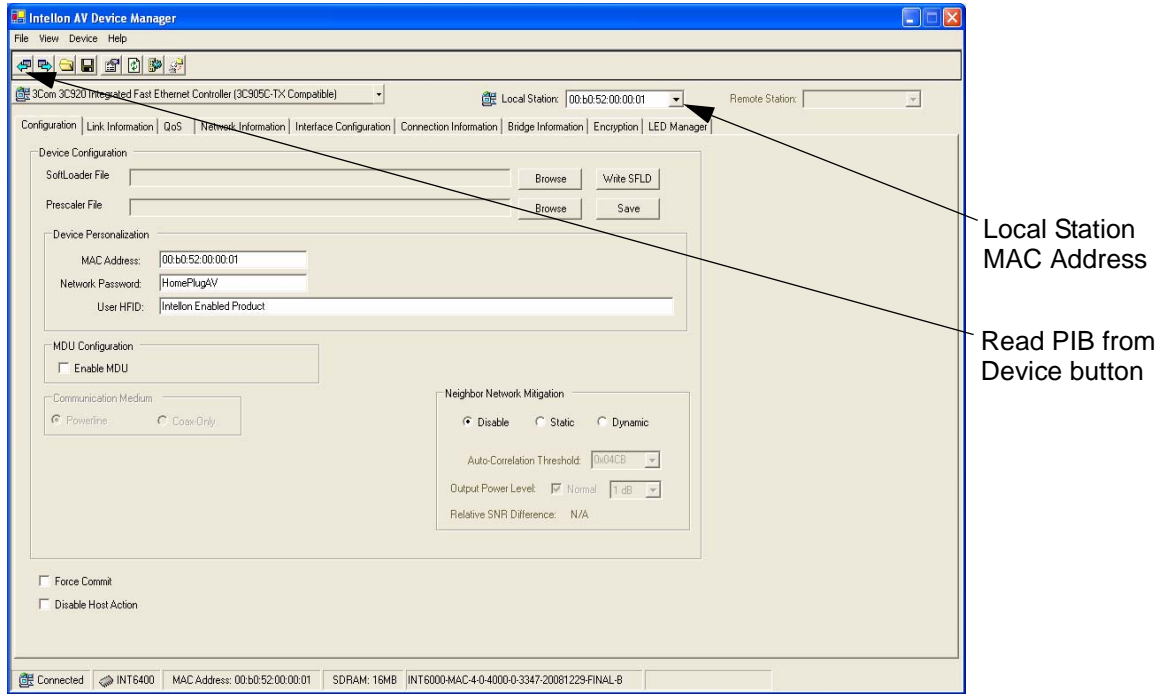 Intellon AV Device Manager
File View Device Help
3Com 3C920 Integrated Fast Ethernet Controller (3C905C-TX Compatible)
Local Station: 00:b0:52:00:00:01
Remote Station:
Configuration Link Information QoS Network Information Interface Configuration Connection Information Bridge Information Encryption LED Manager
Device Configuration
SoftLoader File Browse Write SFLD
Prescaler File Browse Save
Device Personalization
MAC Address: 00:b0:52:00:00:01
Network Password: HomePlugAV
User HFID: Intellon Enabled Product
Local Station
MAC Address
Read PIB from
Device button
MDU Configuration
Enable MDU
Communication Medium
Powerline Coax-Only
Neighbor Network Mitigation
Disable Static Dynamic
Auto-Correlation Threshold: 0x04CB
Output Power Level: Normal 1 dB
Relative SNR Difference: N/A
Force Commit
Disable Host Action
Connected INT6400 MAC Address: 00:b0:52:00:00:01 SDRAM: 16MB INT6000-MAC-4-0-4000-0-3347-20081229-FINAL-B